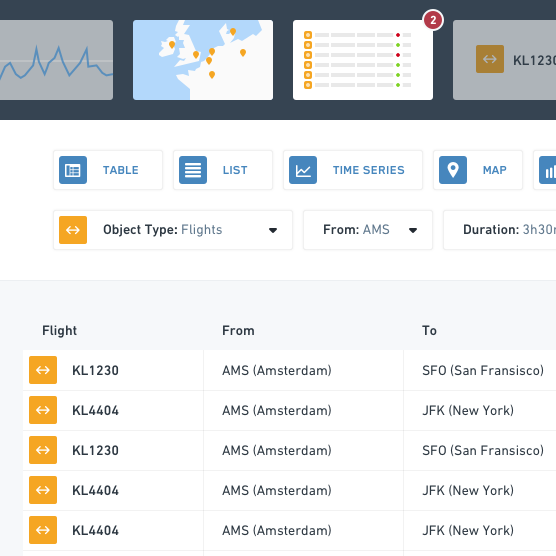 2
KL1230
TABLE LIST TIME SERIES MAP
Object Type: Flights From: AMS Duration: 3h30
Flight From To
KL1230 AMS (Amsterdam) SFO (San Fransisco)
KL4404 AMS (Amsterdam) JFK (New York)
KL1230 AMS (Amsterdam) SFO (San Fransisco)
KL4404 AMS (Amsterdam) JFK (New York)
KL4404 AMS (Amsterdam) JFK (New York)